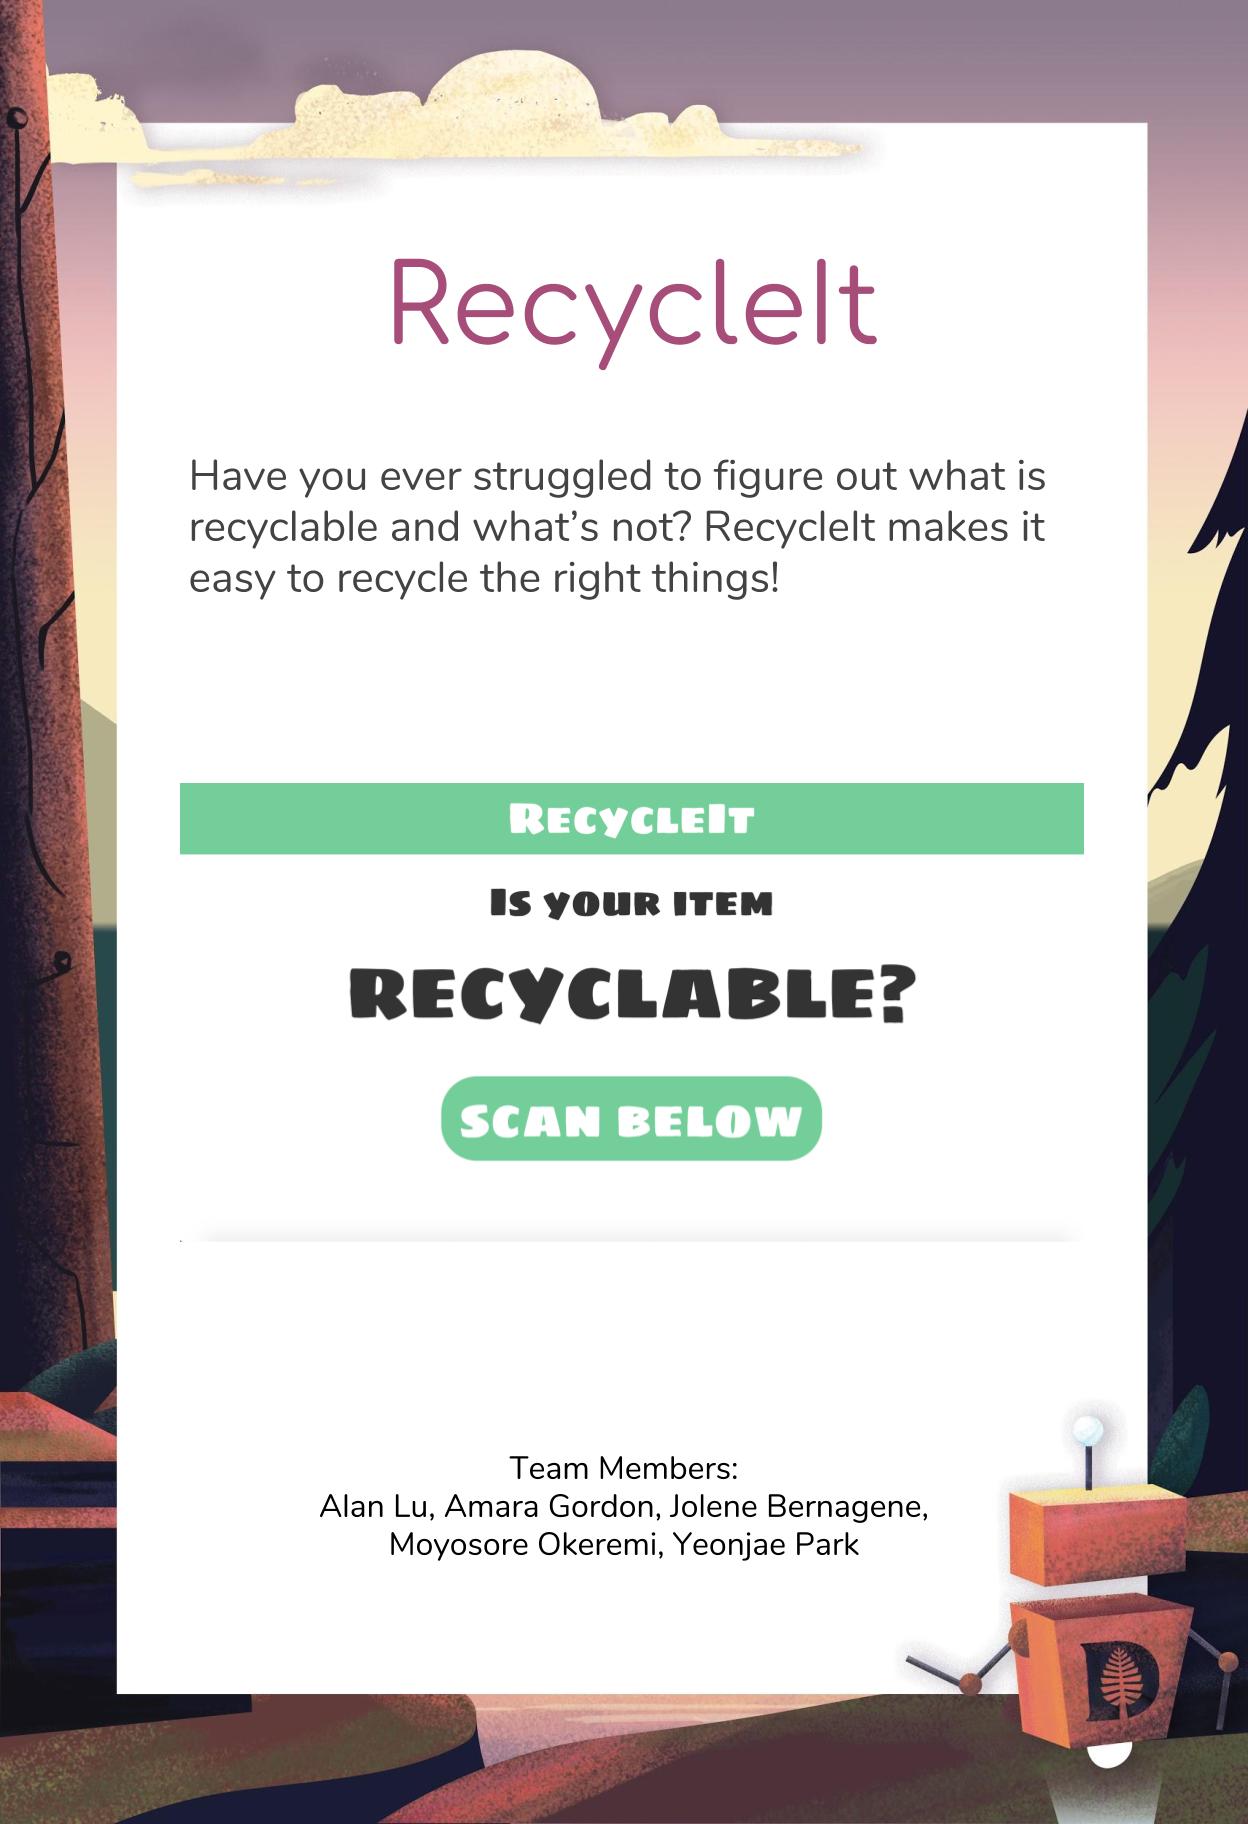 RecycleIt
Have you ever struggled to figure out what is
recyclable and what’s not? RecycleIt makes it
easy to recycle the right things!
RecycleIt
Is your item
RECYCLABLE?
SCAN BELOW
Team Members:
Alan Lu, Amara Gordon, Jolene Bernagene,
Moyosore Okeremi, Yeonjae Park
D